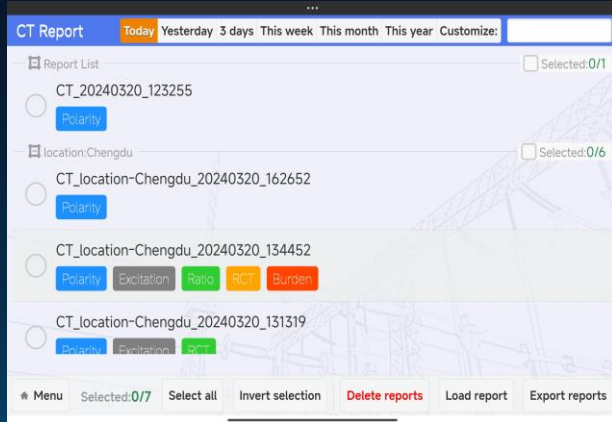 CT Report Today Yesterday 3 days This week This month This year Customize:
Report List Selected:0/1
CT_20240320_123255
Polarity
location:Chengdu Selected:0/6
CT_location-Chengdu_20240320_162652
Polarity
CT_location-Chengdu_20240320_134452
Polarity Excitation Ratio RCT Burden
CT_location-Chengdu_20240320_131319
Polarity Excitation RCT
Menu Selected:0/7 Select all Invert selection Delete reports Load report Export reports